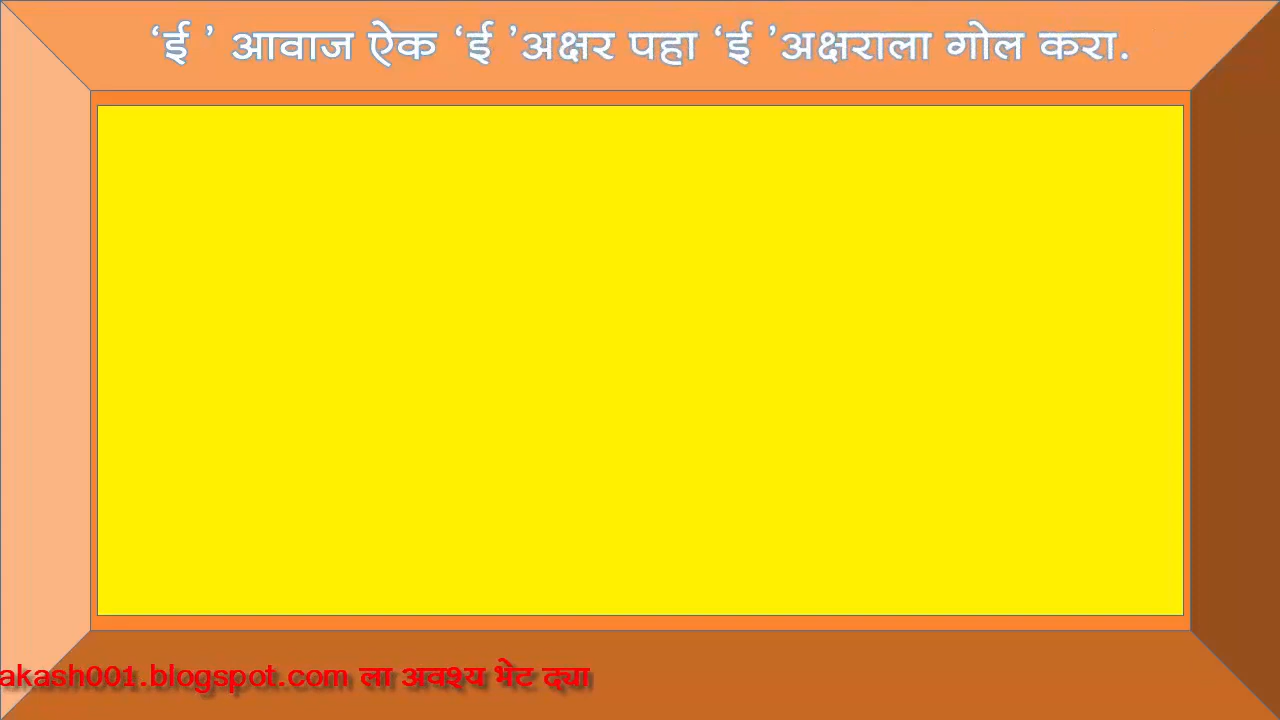 ‘ई ’ आवाज ऐक ‘ई ’अक्षर पहा ‘ई ’अक्षराला गोल करा.
akash001.blogspot.com ला अवश्य भेट द्या